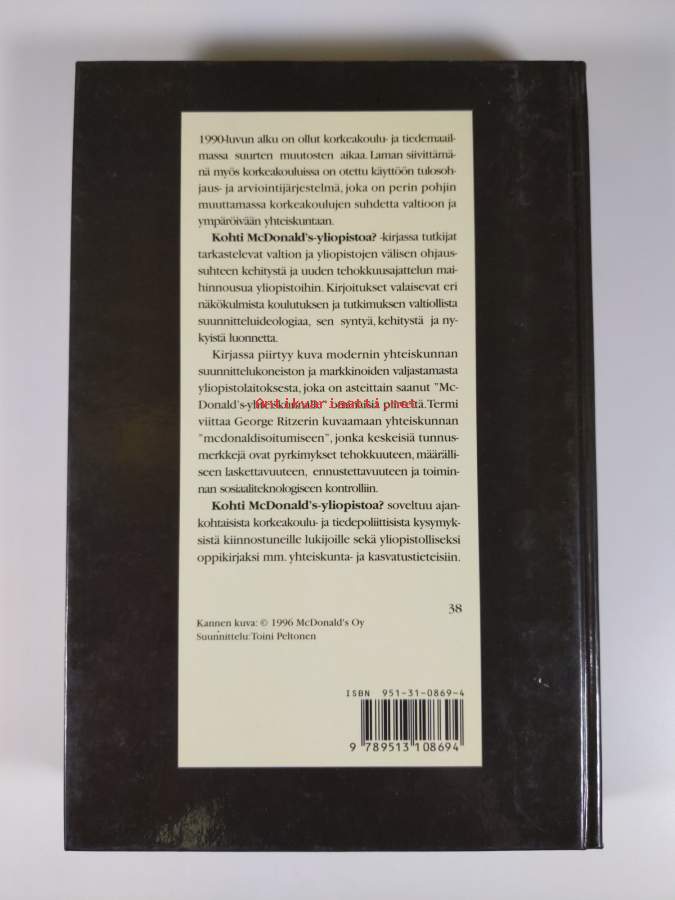 1990-luvun alku on ollut korkeakoulu- ja tiedemaail-
massa suurten muutosten aikaa. Laman siivittämä-
nä myös korkeakouluissa on otettu käyttöön tulosoh-
jaus- ja arviointijärjestelmä, joka on perin pohjin
muuttamassa korkeakoulujen suhdetta valtioon ja
ympäröivään yhteiskuntaan.
Kohti McDonald's-yliopistoa? -kirjassa tutkijat
tarkastelevat valtion ja yliopistojen välisen ohjaus-
suhteen kehitystä ja uuden tehokkuusajattelun mai-
hinnousua yliopistoihin. Kirjoitukset valaisevat eri
näkökulmista koulutuksen ja tutkimuksen valtiollista
suunnitteluideologiaa, sen syntyä, kehitystä ja ny-
kyistä luonnetta.
Kirjassa piirtyy kuva modernin yhteiskunnan
suunnittelukoneiston ja markkinoiden valjastamasta
yliopistolaitoksesta, joka on asteittain saanut "Mc-
Donald's-yhteiskunnalle" ominaisia piirteitä. Termi
Antikvariaatti.net
viittaa George Ritzerin kuvaamaan yhteiskunnan
"mcdonaldisoitumiseen", jonka keskeisiä tunnus-
merkkejä ovat pyrkimykset tehokkuuteen, määrälli-
seen laskettavuuteen, ennustettavuuteen ja toimin-
nan sosiaaliteknologiseen kontrolliin.
Kohti McDonald's-yliopistoa? soveltuu ajan-
kohtaisista korkeakoulu- ja tiedepoliittisista kysymyk-
sistä kiinnostuneille lukijoille sekä yliopistolliseksi
oppikirjaksi mm. yhteiskunta- ja kasvatustieteisiin.
38
Kannen kuva: © 1996 McDonald's Oy
Suunnittelu: Toini Peltonen
ISBN 951-31-0869-4
9 789513 108694